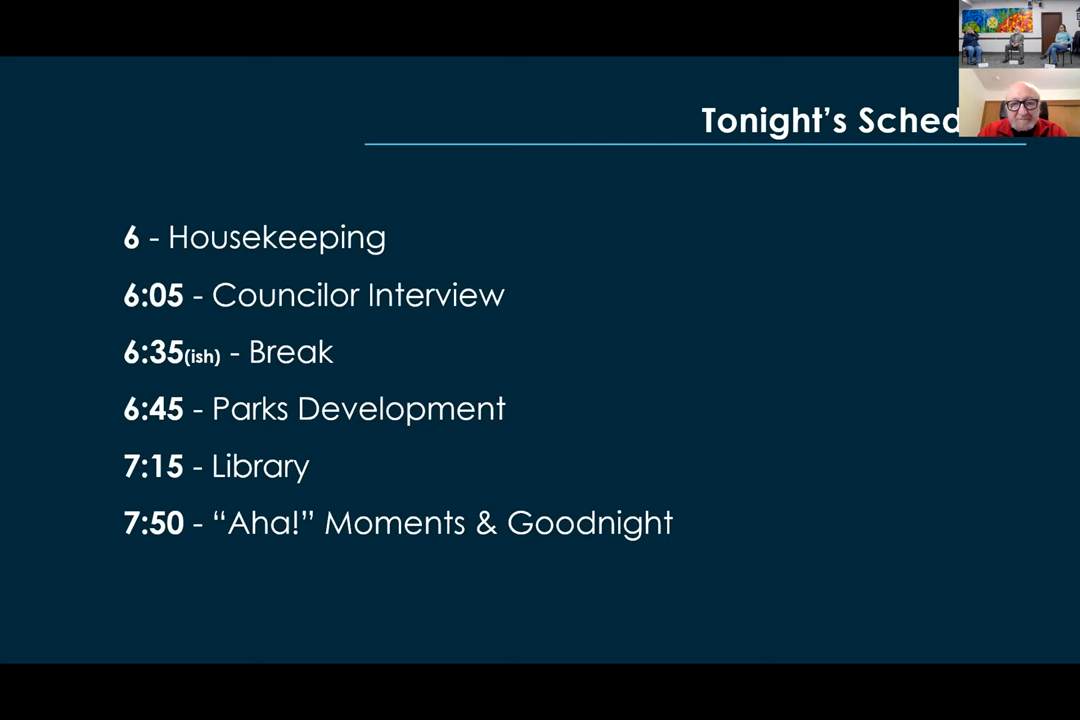 Tonight's Sched
6 - Housekeeping
6:05 - Councilor Interview
6:35(ish) - Break
6:45 - Parks Development
7:15 - Library
7:50 - “Aha!” Moments & Goodnight